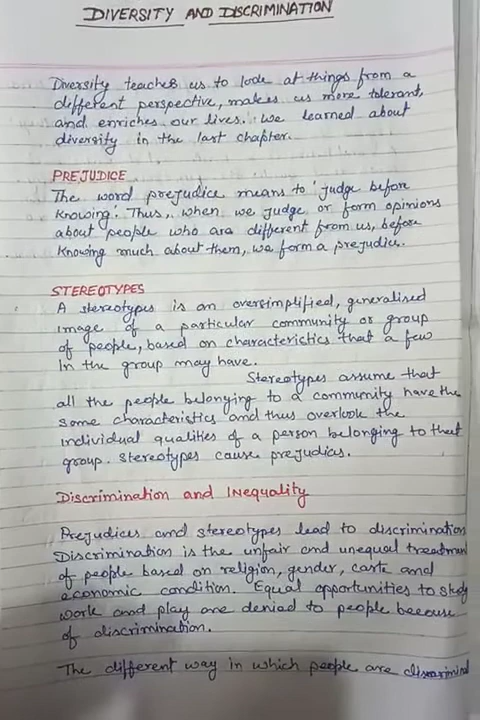 DIVERSITY AND DISCRIMINATION
Diversity teaches us to look at things from a
different perspective, makes us more tolerant,
and enriches our lives. We learned about
diversity in the last chapter.
PREJUDICE
The word prejudice means to 'judge before
knowing'. Thus, when we judge or form opinions
about people who are different from us, before
knowing much about them, we form a prejudice.
STEREOTYPES
A stereotypes is an oversimplified, generalised
image of a particular community or group
of people, based on characteristics that a few
in the group may have.
Stereotypes assume that
all the people belonging to a community have the
same characteristics and thus overlook the
individual qualities of a person belonging to that
group. Stereotypes cause prejudices.
Discrimination and Inequality
Prejudices and stereotypes lead to discrimination
Discrimination is the unfair and unequal treatment
of people based on religion, gender, caste and
economic condition. Equal opportunities to study
work and play are denied to people because
of discrimination.
The different way in which people are